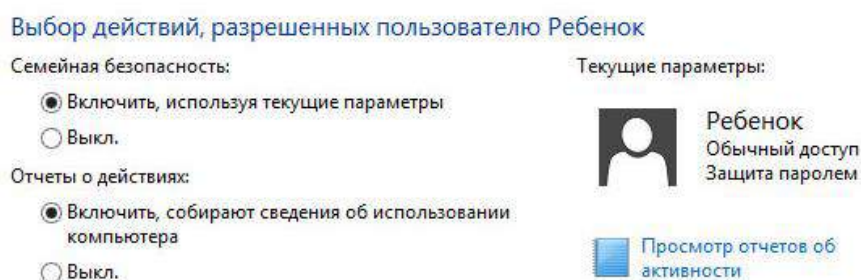 Выбор действий, разрешенных пользователю Ребенок
Семейная безопасность:
Включить, используя текущие параметры
Выкл.
Отчеты о действиях:
Включить, собирают сведения об использовании
компьютера
Выкл.
Текущие параметры:
Ребенок
Обычный доступ
Защита паролем
Просмотр отчетов об
активности